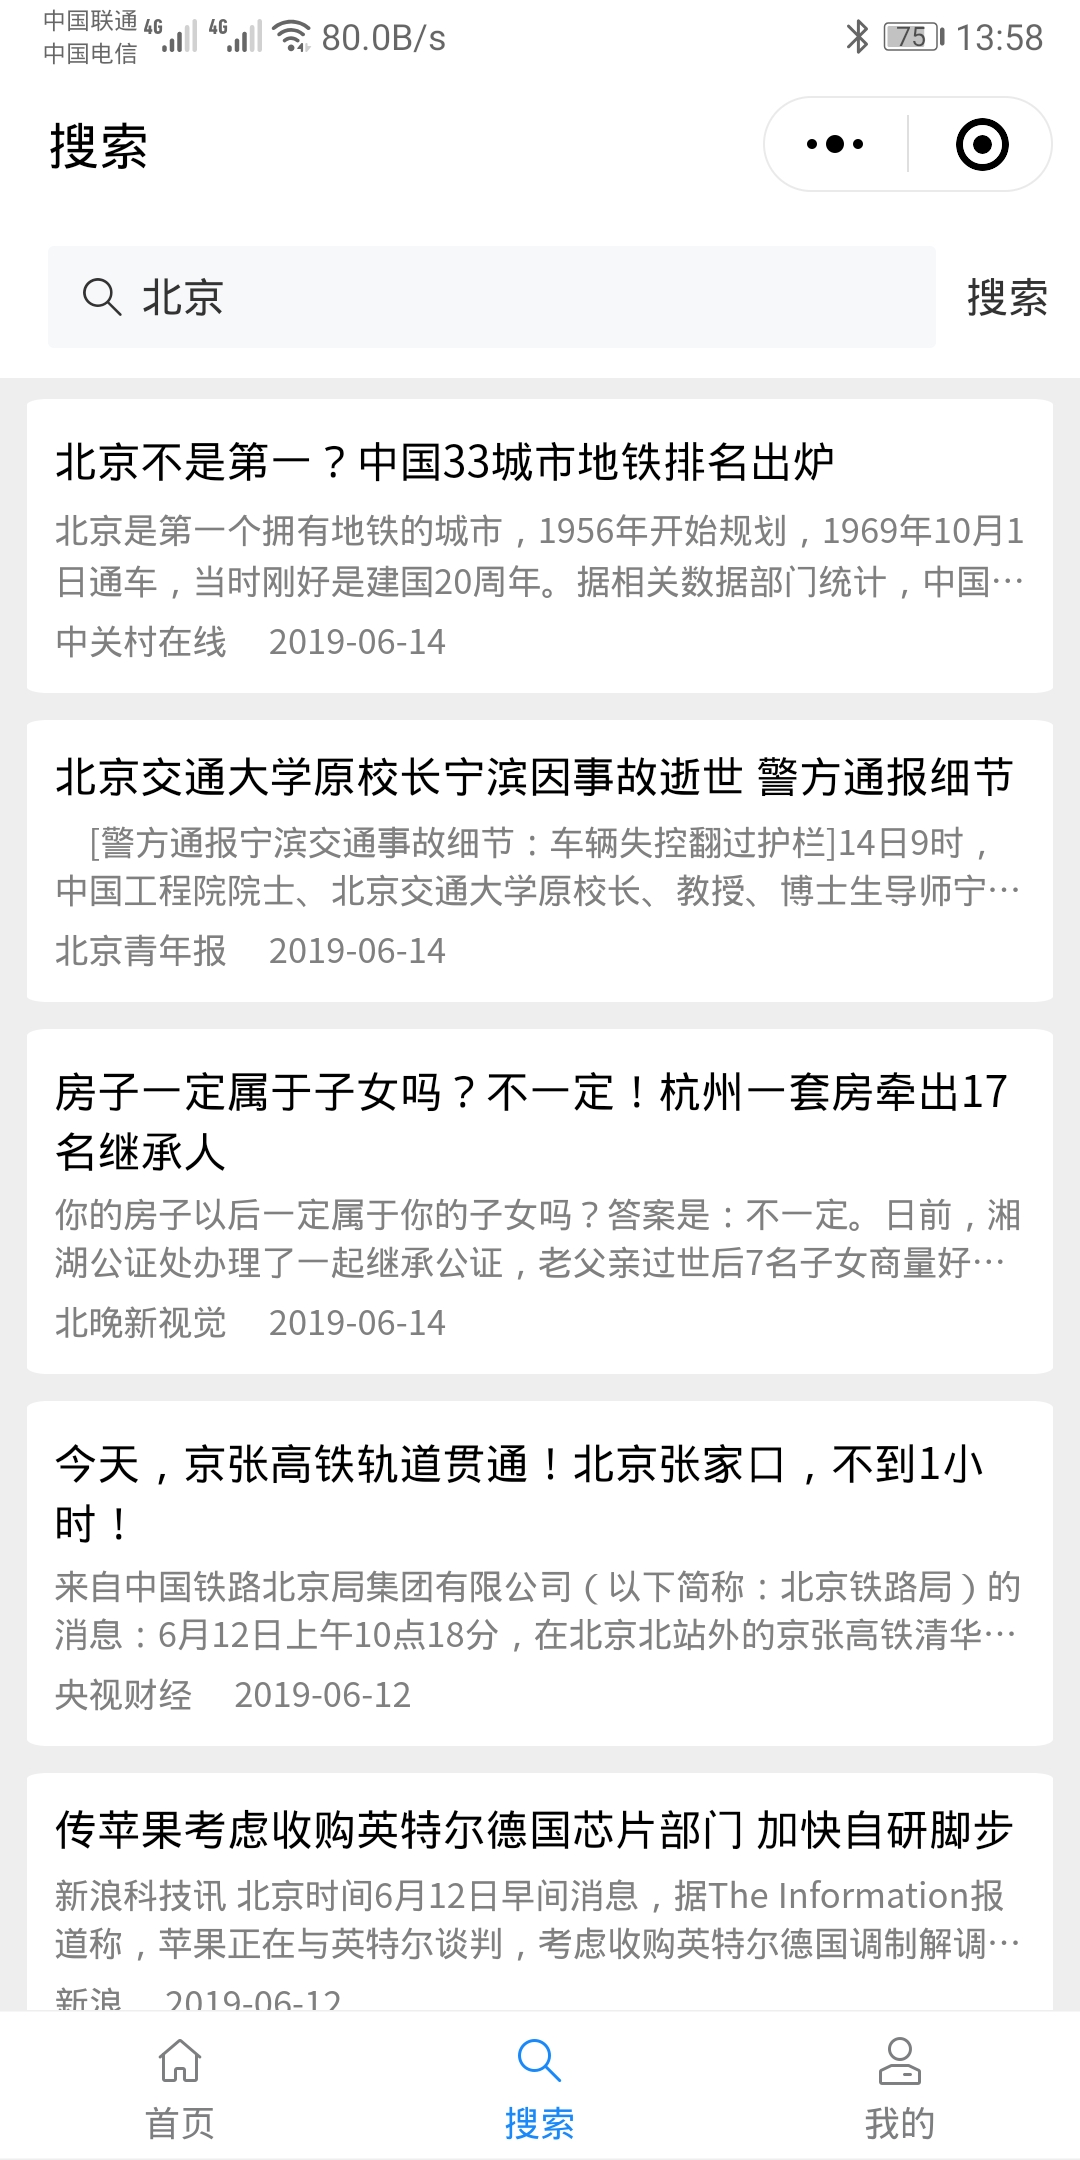 中国联通
中国电信
4G 4G 80.0B/s 75 13:58
搜索
北京 搜索
北京不是第一？中国33城市地铁排名出炉
北京是第一个拥有地铁的城市，1956年开始规划，1969年10月1
日通车，当时刚好是建国20周年。据相关数据部门统计，中国…
中关村在线 2019-06-14
北京交通大学原校长宁滨因事故逝世 警方通报细节
[警方通报宁滨交通事故细节：车辆失控翻过护栏]14日9时，
中国工程院院士、北京交通大学原校长、教授、博士生导师宁…
北京青年报 2019-06-14
房子一定属于子女吗？不一定！杭州一套房牵出17
名继承人
你的房子以后一定属于你的子女吗？答案是：不一定。日前，湘
湖公证处办理了一起继承公证，老父亲过世后7名子女商量好…
北晚新视觉 2019-06-14
今天，京张高铁轨道贯通！北京张家口，不到1小
时！
来自中国铁路北京局集团有限公司（以下简称：北京铁路局）的
消息：6月12日上午10点18分，在北京北站外的京张高铁清华…
央视财经 2019-06-12
传苹果考虑收购英特尔德国芯片部门 加快自研脚步
新浪科技讯 北京时间6月12日早间消息，据The Information报
道称，苹果正在与英特尔谈判，考虑收购英特尔德国调制解调…
新浪 2019-06-12
首页 搜索 我的